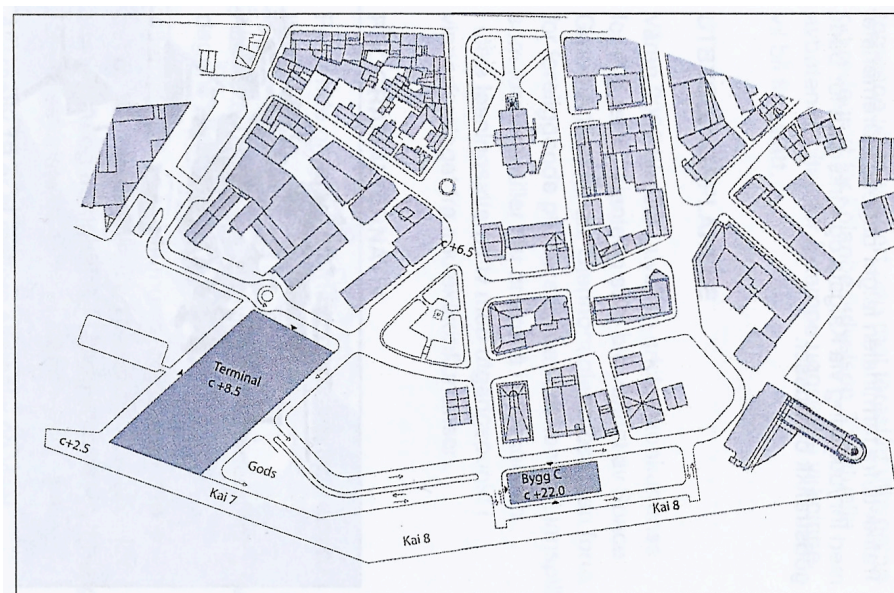 c +6.5
Terminal
c +8.5
c+2.5
Gods
Kai 7
Bygg C
c +22.0
Kai 8
Kai 8